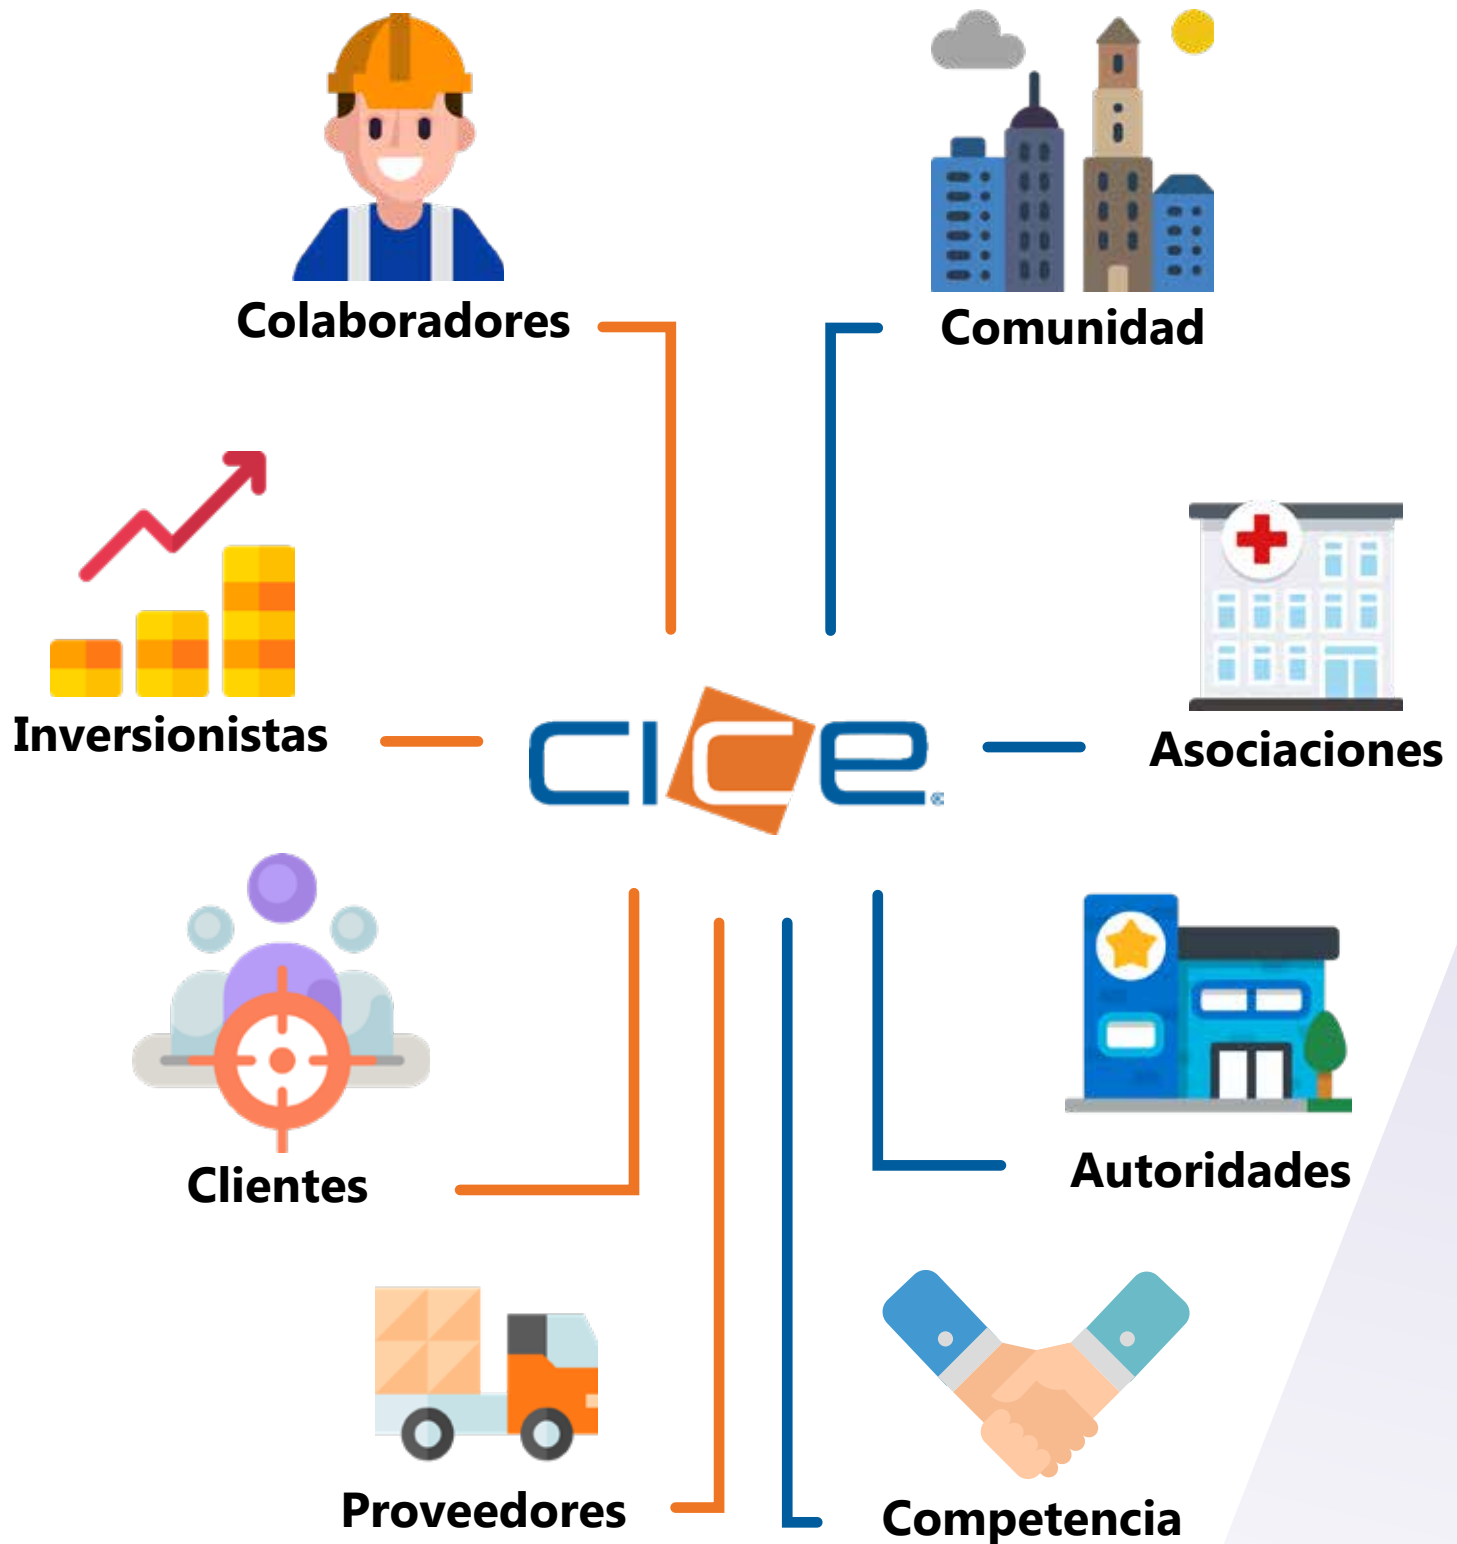 Colaboradores
Comunidad
Inversionistas
CICE®
Asociaciones
Clientes
Autoridades
Proveedores
Competencia